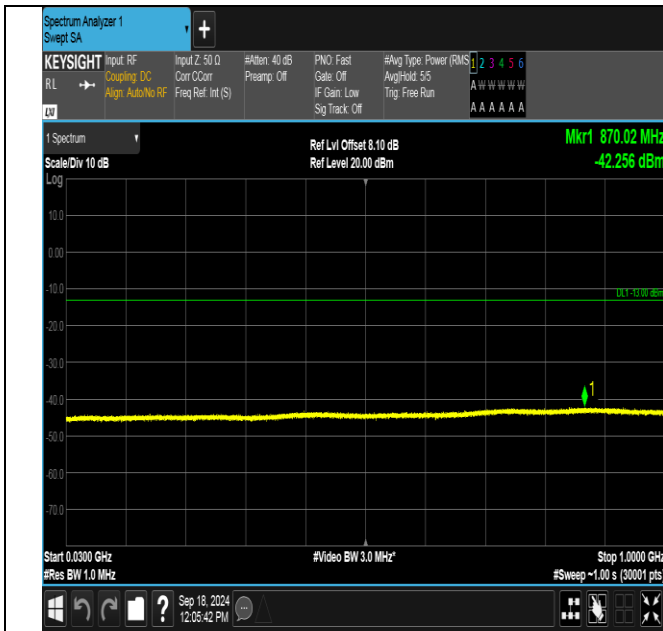 Spectrum Analyzer 1
Swept SA
+
KEYSIGHT
RL
LXI
Input: RF
Coupling: DC
Align: Auto/No RF
Input Z: 50 Ω
Corr CCorr
Freq Ref: Int (S)
#Atten: 40 dB
Preamp: Off
PNO: Fast
Gate: Off
IF Gain: Low
Sig Track: Off
#Avg Type: Power (RMS
Avg|Hold: 5/5
Trig: Free Run
1 2 3 4 5 6
A W W W W W
A A A A A A
1 Spectrum
Scale/Div 10 dB
Ref Lvl Offset 8.10 dB
Ref Level 20.00 dBm
Mkr1 870.02 MHz
-42.256 dBm
Log
10.0
0.00
-10.0
DL1 -13.00 dBm
-20.0
-30.0
-40.0
1
-50.0
-60.0
-70.0
Start 0.0300 GHz
#Video BW 3.0 MHz*
Stop 1.0000 GHz
#Res BW 1.0 MHz
#Sweep ~1.00 s (30001 pts)
?
Sep 18, 2024
12:05:42 PM